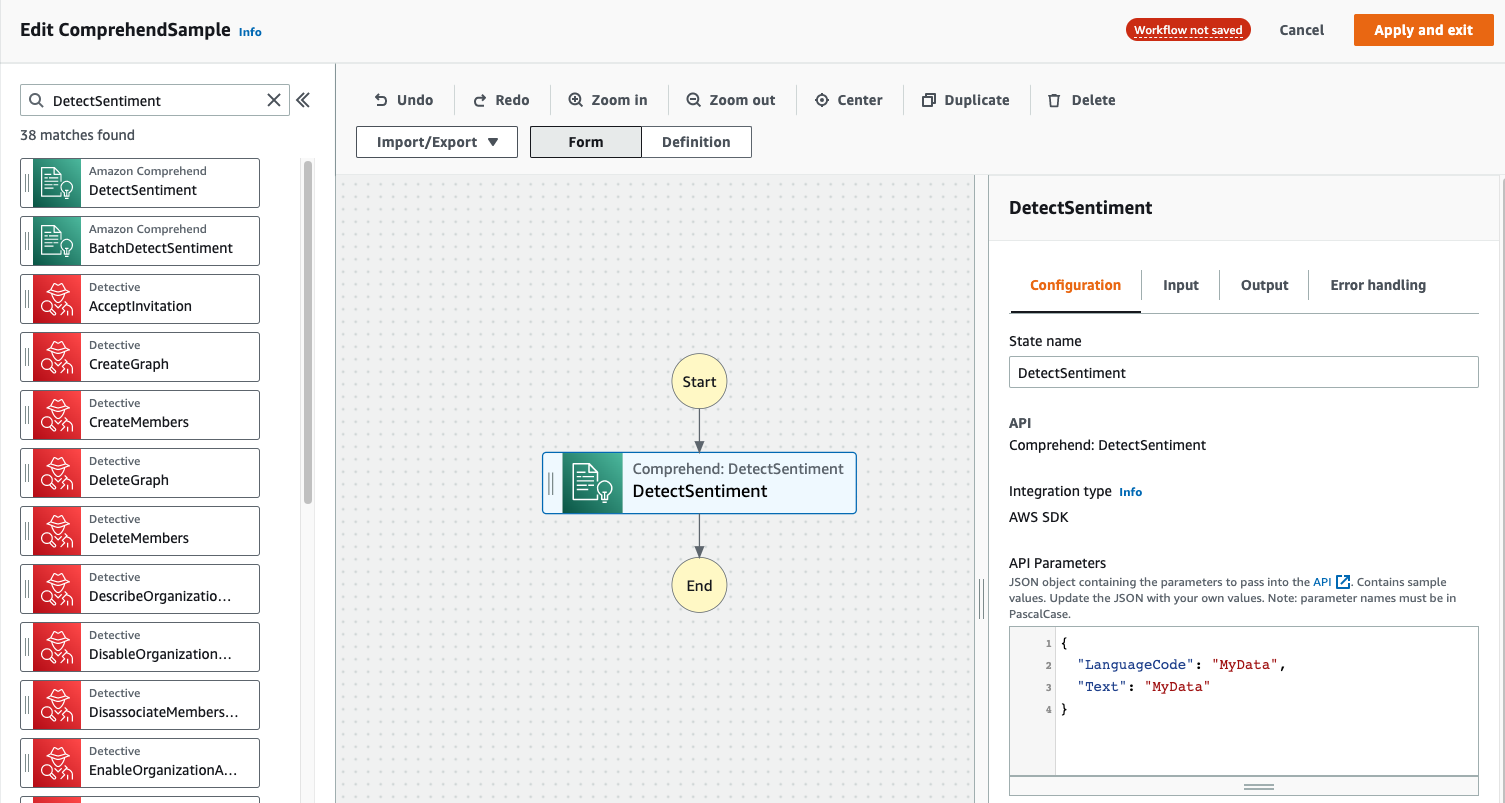 Edit ComprehendSample Info
Workflow not saved
Cancel
Apply and exit
DetectSentiment
38 matches found
Amazon Comprehend
DetectSentiment
Amazon Comprehend
BatchDetectSentiment
Detective
AcceptInvitation
Detective
CreateGraph
Detective
CreateMembers
Detective
DeleteGraph
Detective
DeleteMembers
Detective
DescribeOrganizatio...
Detective
DisableOrganization...
Detective
DisassociateMembers...
Detective
EnableOrganizationA...
Undo
Redo
Zoom in
Zoom out
Center
Duplicate
Delete
Import/Export
Form
Definition
Start
Comprehend: DetectSentiment
DetectSentiment
End
DetectSentiment
Configuration
Input
Output
Error handling
State name
DetectSentiment
API
Comprehend: DetectSentiment
Integration type Info
AWS SDK
API Parameters
JSON object containing the parameters to pass into the API. Contains sample
values. Update the JSON with your own values. Note: parameter names must be in
PascalCase.
1 {
2 "LanguageCode": "MyData",
3 "Text": "MyData"
4 }